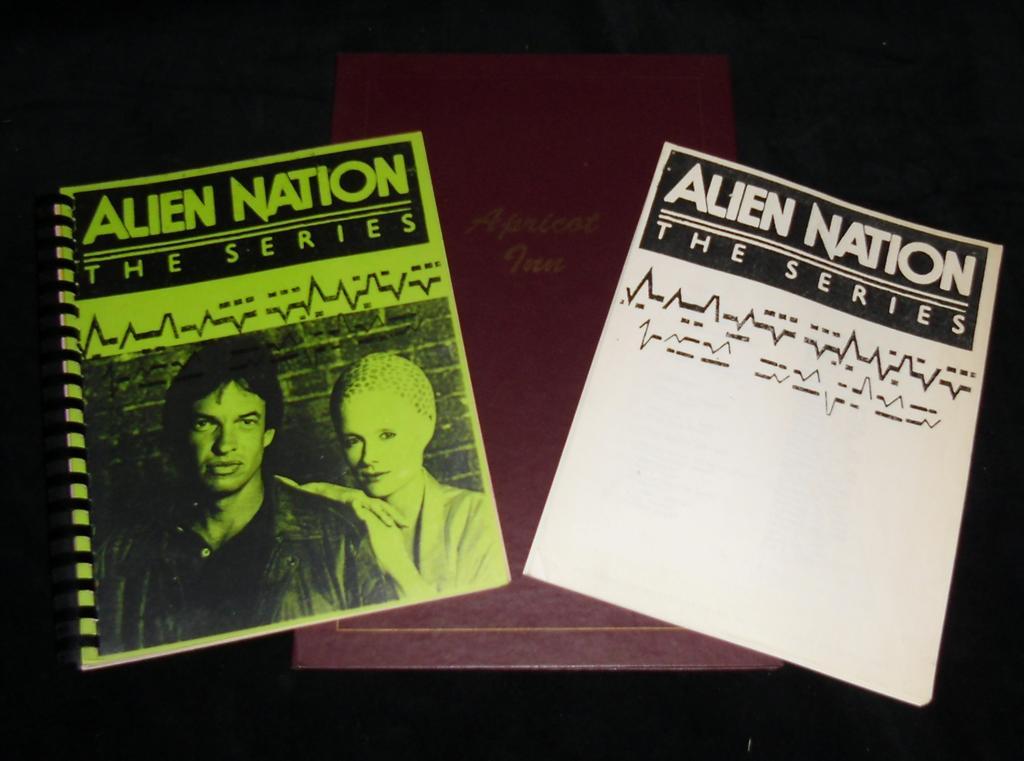 ALIEN NATION
THE SERIES
Apricot
Inn
ALIEN NATION
THE SERIES